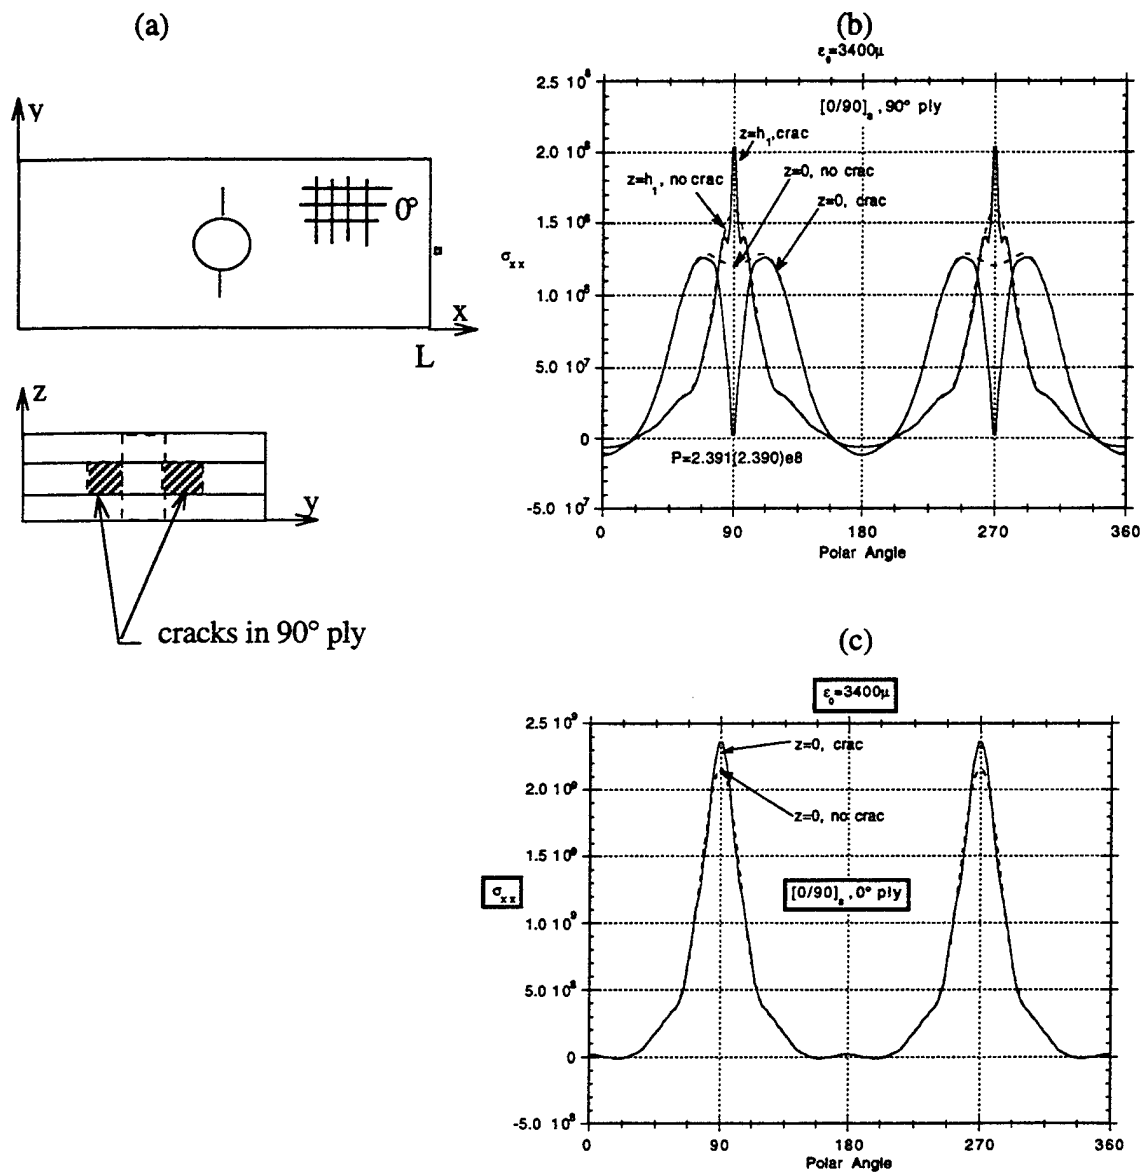 (a)
y
0°
x
L
z
y
cracks in 90° ply
(b)
ε₀=3400μ
2.5 10⁸
2.0 10⁸
1.5 10⁸
1.0 10⁸
5.0 10⁷
0
-5.0 10⁷
σxx
[0/90]s, 90° ply
z=h₁, crac
z=0, no crac
z=h₁, no crac
z=0, crac
P=2.391(2.390)e8
0 90 180 270 360
Polar Angle
(c)
ε₀=3400μ
2.5 10⁹
2.0 10⁹
1.5 10⁹
1.0 10⁹
5.0 10⁸
0
-5.0 10⁸
σxx
z=0, crac
z=0, no crac
[0/90]s, 0° ply
0 90 180 270 360
Polar Angle